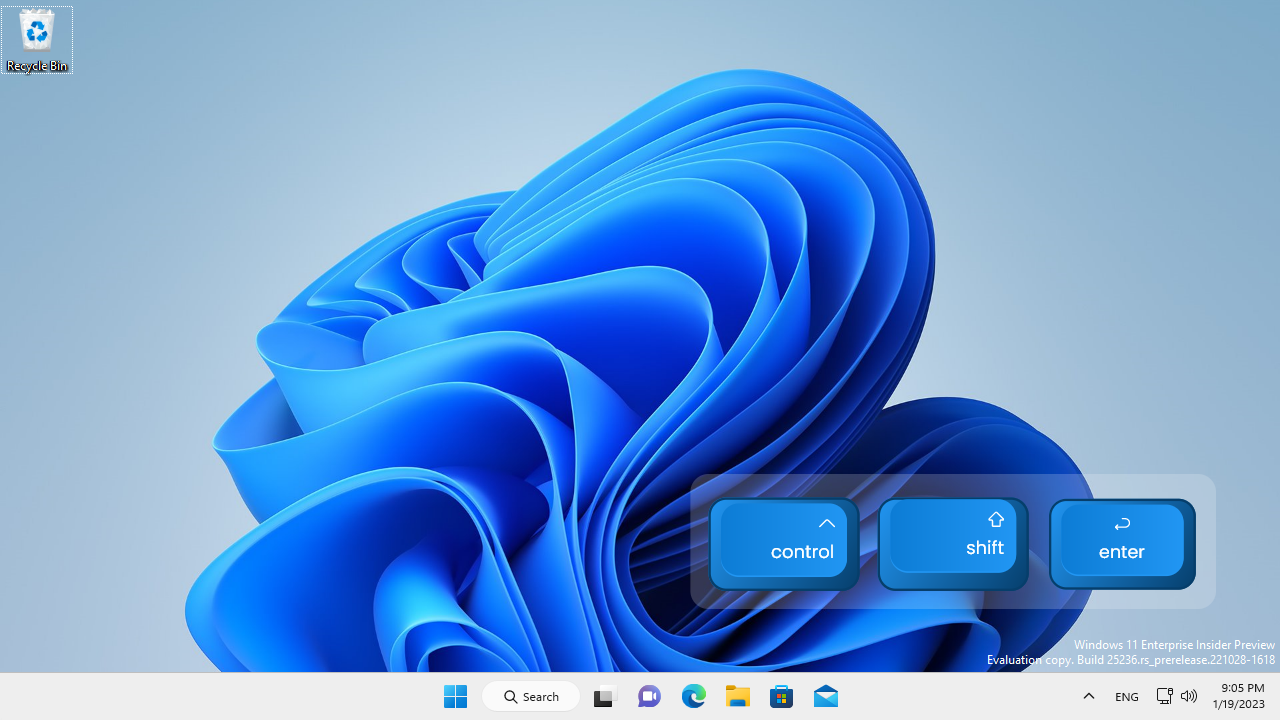 Recycle Bin
control
shift
enter
Windows 11 Enterprise Insider Preview
Evaluation copy. Build 25236.rs_prerelease.221028-1618
Search
ENG
9:05 PM
1/19/2023